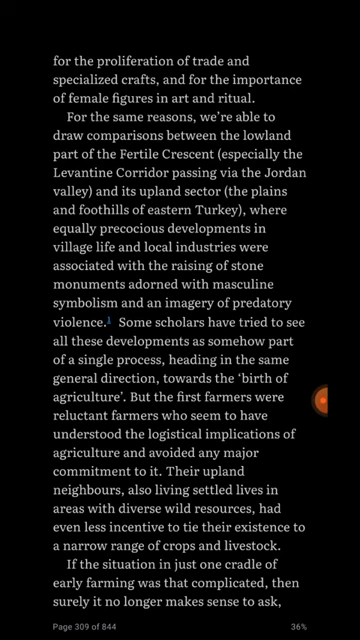 for the proliferation of trade and
specialized crafts, and for the importance
of female figures in art and ritual.
For the same reasons, we’re able to
draw comparisons between the lowland
part of the Fertile Crescent (especially the
Levantine Corridor passing via the Jordan
valley) and its upland sector (the plains
and foothills of eastern Turkey), where
equally precocious developments in
village life and local industries were
associated with the raising of stone
monuments adorned with masculine
symbolism and an imagery of predatory
violence.1 Some scholars have tried to see
all these developments as somehow part
of a single process, heading in the same
general direction, towards the ‘birth of
agriculture’. But the first farmers were
reluctant farmers who seem to have
understood the logistical implications of
agriculture and avoided any major
commitment to it. Their upland
neighbours, also living settled lives in
areas with diverse wild resources, had
even less incentive to tie their existence to
a narrow range of crops and livestock.
If the situation in just one cradle of
early farming was that complicated, then
surely it no longer makes sense to ask,
Page 309 of 844 36%